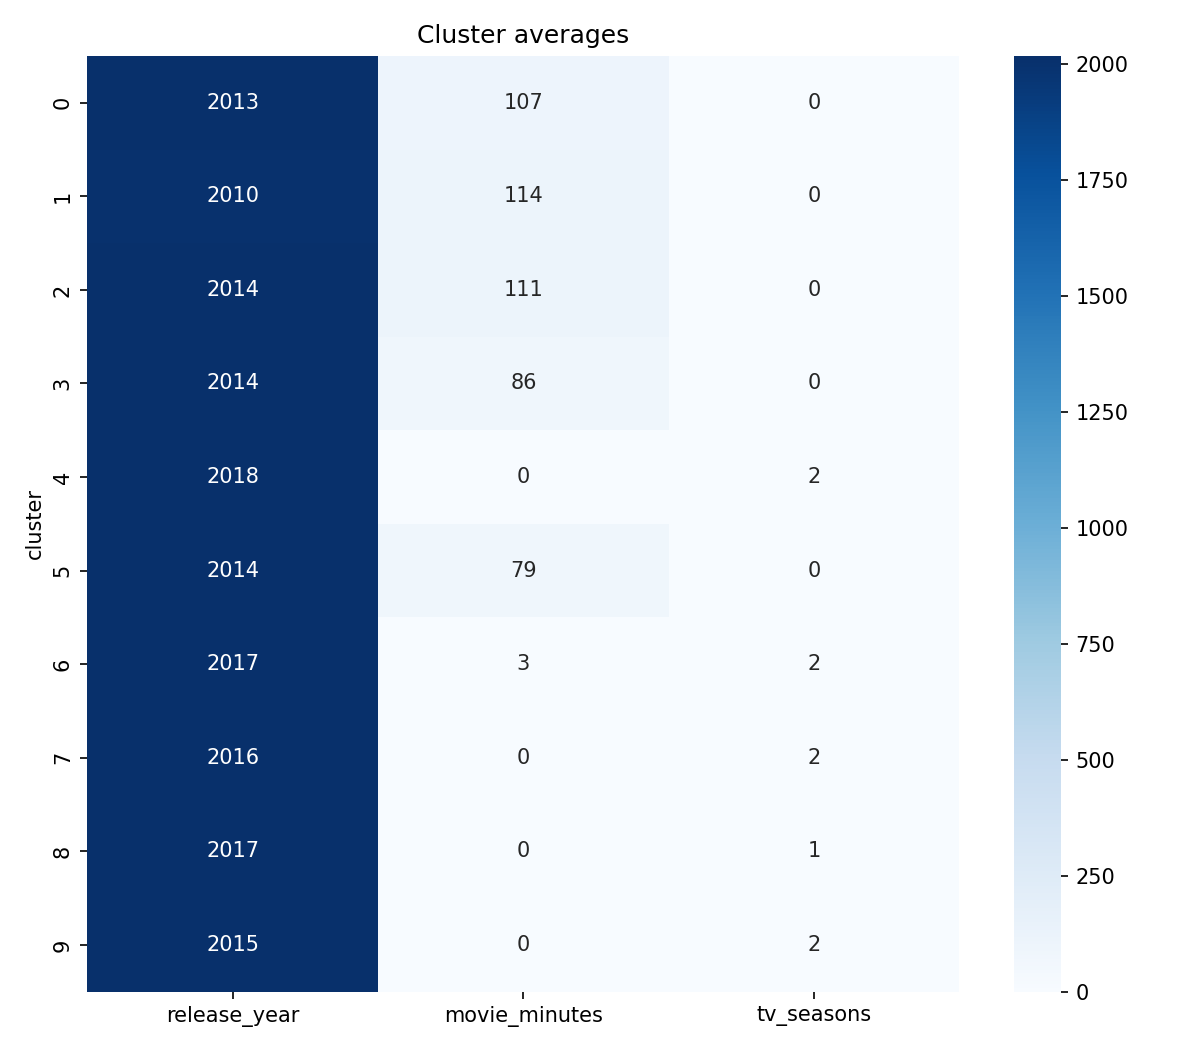 Cluster averages
0 2013 107 0
1 2010 114 0
2 2014 111 0
3 2014 86 0
4 2018 0 2
5 2014 79 0
6 2017 3 2
7 2016 0 2
8 2017 0 1
9 2015 0 2
cluster
release_year movie_minutes tv_seasons
2000
1750
1500
1250
1000
750
500
250
0